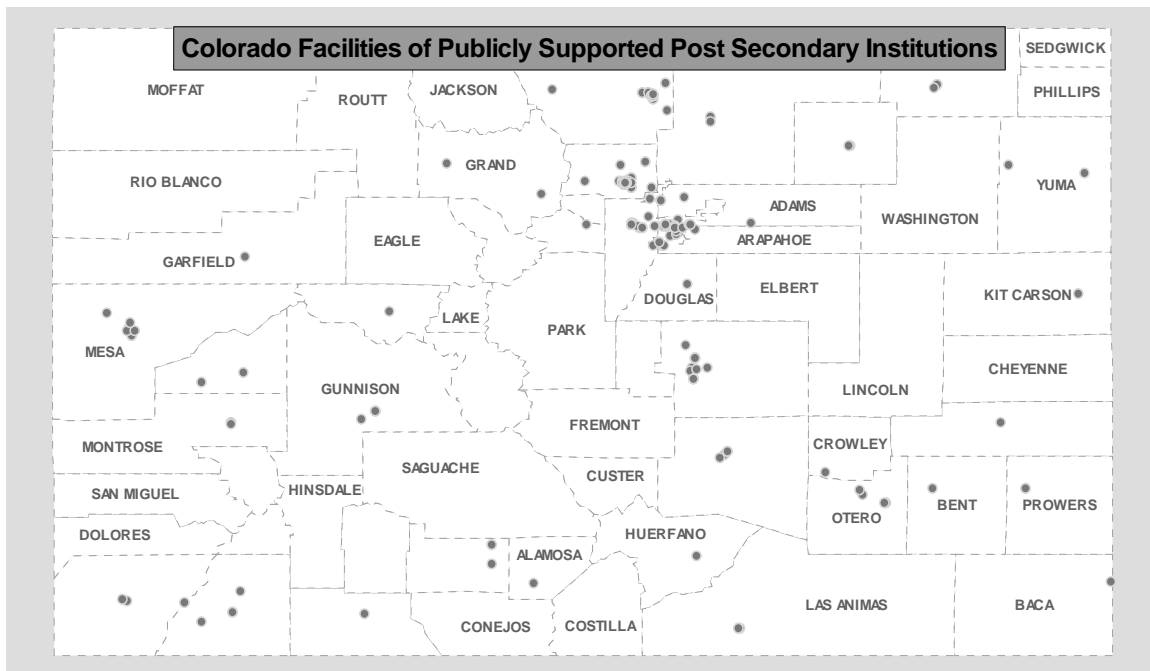 Colorado Facilities of Publicly Supported Post Secondary Institutions
SEDGWICK
MOFFAT
ROUTT
JACKSON
PHILLIPS
GRAND
RIO BLANCO
YUMA
ADAMS
WASHINGTON
EAGLE
ARAPAHOE
GARFIELD
ELBERT
KIT CARSON
DOUGLAS
LAKE
PARK
MESA
CHEYENNE
GUNNISON
LINCOLN
FREMONT
MONTROSE
CROWLEY
SAGUACHE
CUSTER
SAN MIGUEL
HINSDALE
BENT
PROWERS
OTERO
DOLORES
HUERFANO
ALAMOSA
LAS ANIMAS
BACA
CONEJOS
COSTILLA